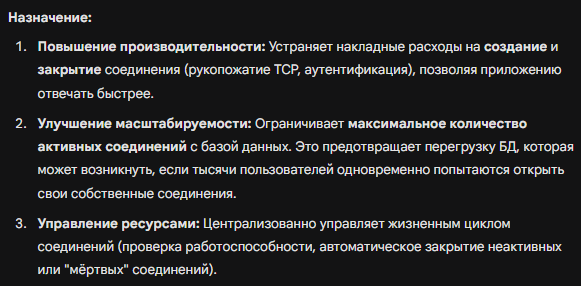 Назначение:
1. Повышение производительности: Устраняет накладные расходы на создание и
закрытие соединения (рукопожатие TCP, аутентификация), позволяя приложению
отвечать быстрее.
2. Улучшение масштабируемости: Ограничивает максимальное количество
активных соединений с базой данных. Это предотвращает перегрузку БД, которая
может возникнуть, если тысячи пользователей одновременно попытаются открыть
свои собственные соединения.
3. Управление ресурсами: Централизованно управляет жизненным циклом
соединений (проверка работоспособности, автоматическое закрытие неактивных
или "мёртвых" соединений).